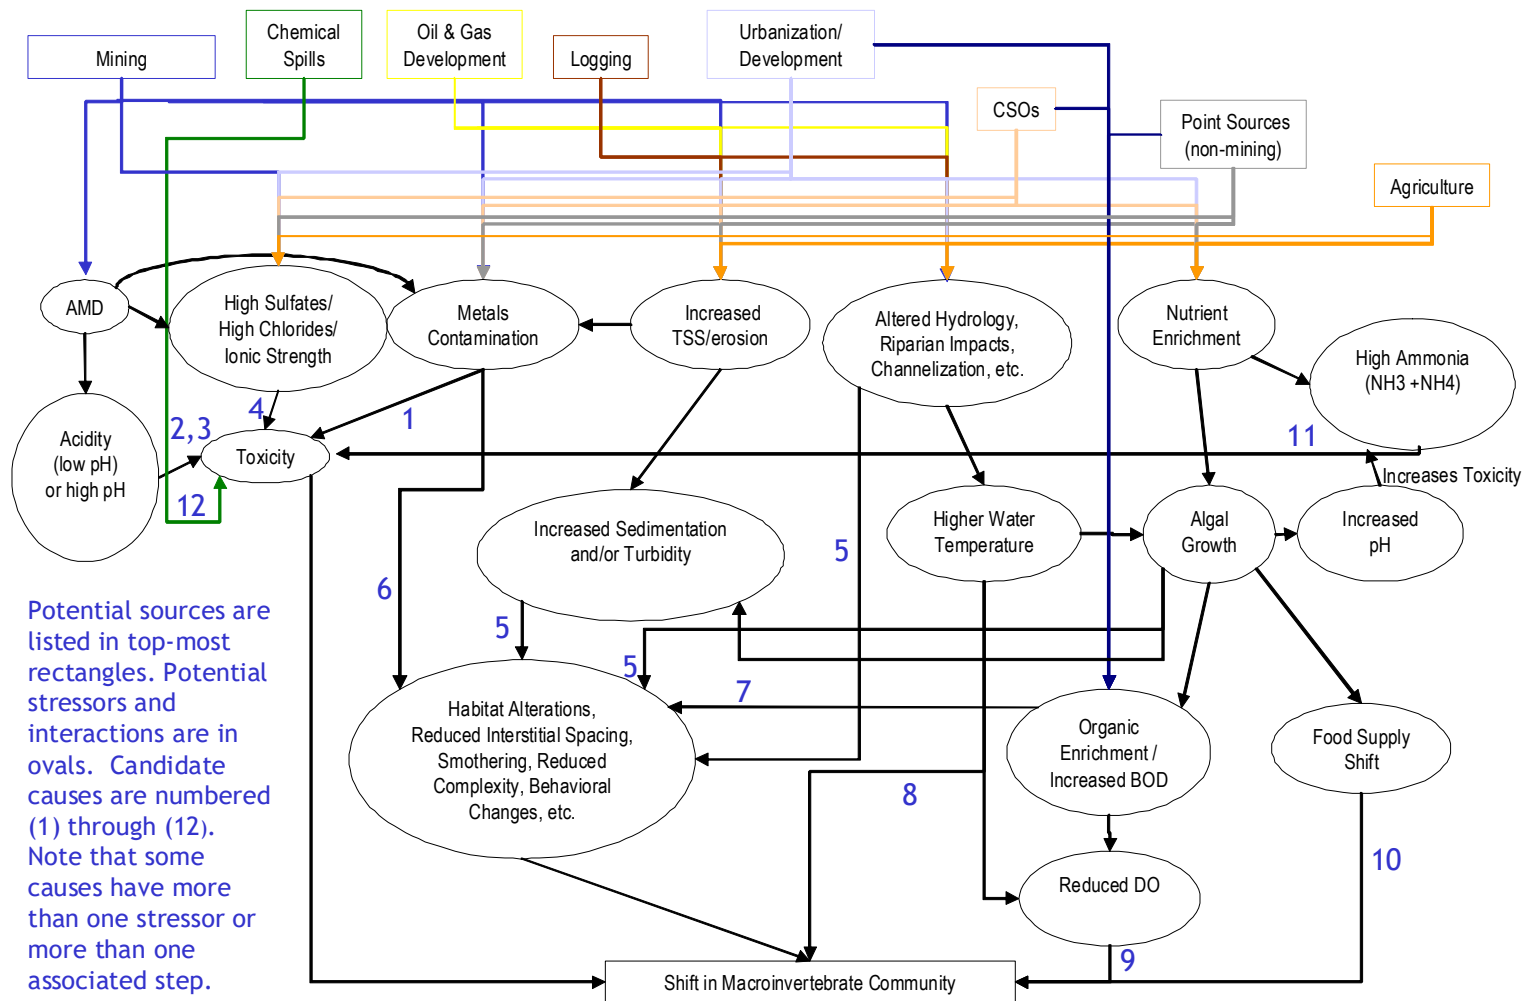 Mining
Chemical
Spills
Oil & Gas
Development
Logging
Urbanization/
Development
CSOs
Point Sources
(non-mining)
Agriculture
AMD
High Sulfates/
High Chlorides/
Ionic Strength
Metals
Contamination
Increased
TSS/erosion
Altered Hydrology,
Riparian Impacts,
Channelization, etc.
Nutrient
Enrichment
High Ammonia
(NH3 +NH4)
Acidity
(low pH)
or high pH
2,3
4
1
Toxicity
12
11
Increases Toxicity
Increased Sedimentation
and/or Turbidity
5
Higher Water
Temperature
Algal
Growth
Increased
pH
6
5
5
7
Potential sources are
listed in top-most
rectangles. Potential
stressors and
interactions are in
ovals. Candidate
causes are numbered
(1) through (12).
Note that some
causes have more
than one stressor or
more than one
associated step.
Habitat Alterations,
Reduced Interstitial Spacing,
Smothering, Reduced
Complexity, Behavioral
Changes, etc.
8
Organic
Enrichment /
Increased BOD
Food Supply
Shift
10
Reduced DO
9
Shift in Macroinvertebrate Community